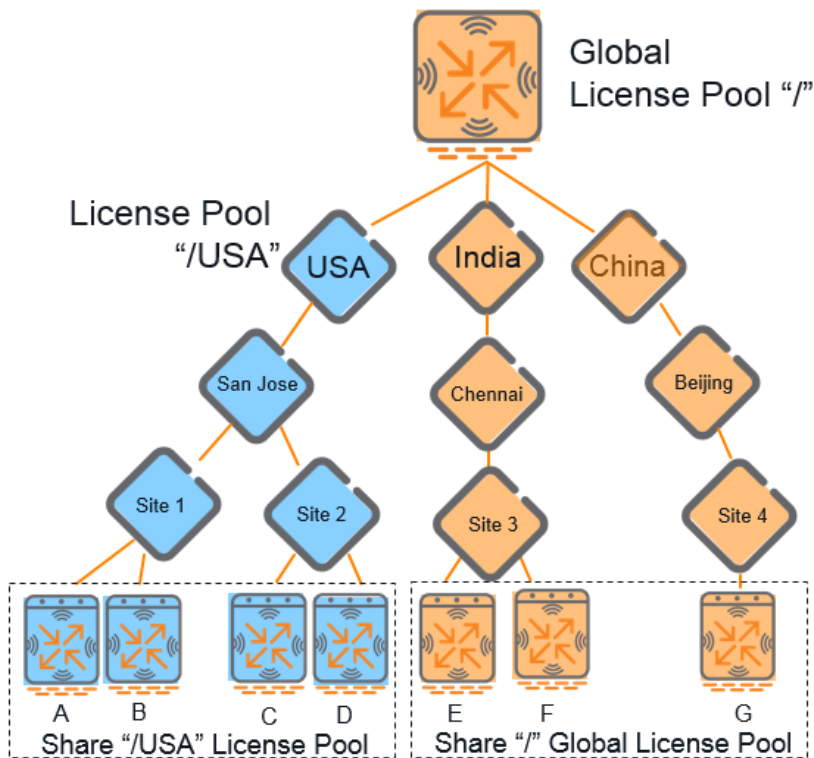 Global
License Pool “/”
License Pool
“/USA”
USA
India
China
San Jose
Chennai
Beijing
Site 1
Site 2
Site 3
Site 4
A
B
C
D
E
F
G
Share “/USA” License Pool
Share “/” Global License Pool